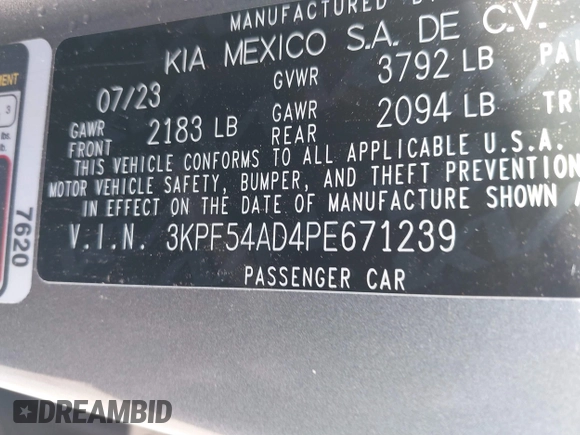 MANUFACTURED
KIA MEXICO S.A. DE C.V.
07/23 GVWR 3792 LB
GAWR FRONT 2183 LB GAWR REAR 2094 LB
THIS VEHICLE CONFORMS TO ALL APPLICABLE U.S.A.
MOTOR VEHICLE SAFETY, BUMPER, AND THEFT PREVENTION
IN EFFECT ON THE DATE OF MANUFACTURE SHOWN
V.I.N. 3KPF54AD4PE671239
PASSENGER CAR
7620
DREAMBID